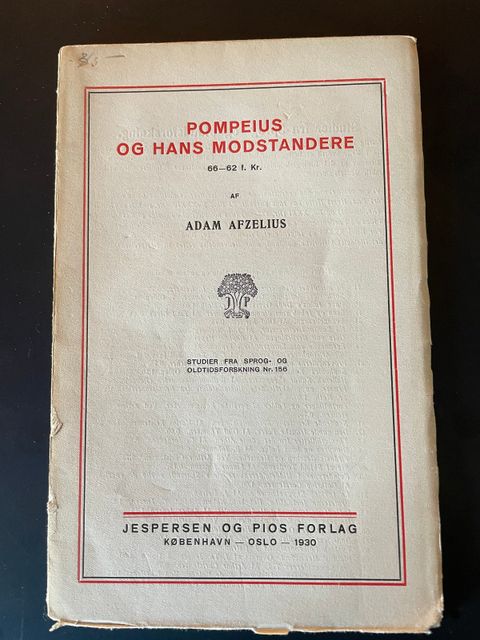 POMPEIUS
OG HANS MODSTANDERE
66—62 f. Kr.
AF
ADAM AFZELIUS
J P
STUDIER FRA SPROG- OG
OLDTIDSFORSKNING Nr. 156
JESPERSEN OG PIOS FORLAG
KØBENHAVN — OSLO — 1930